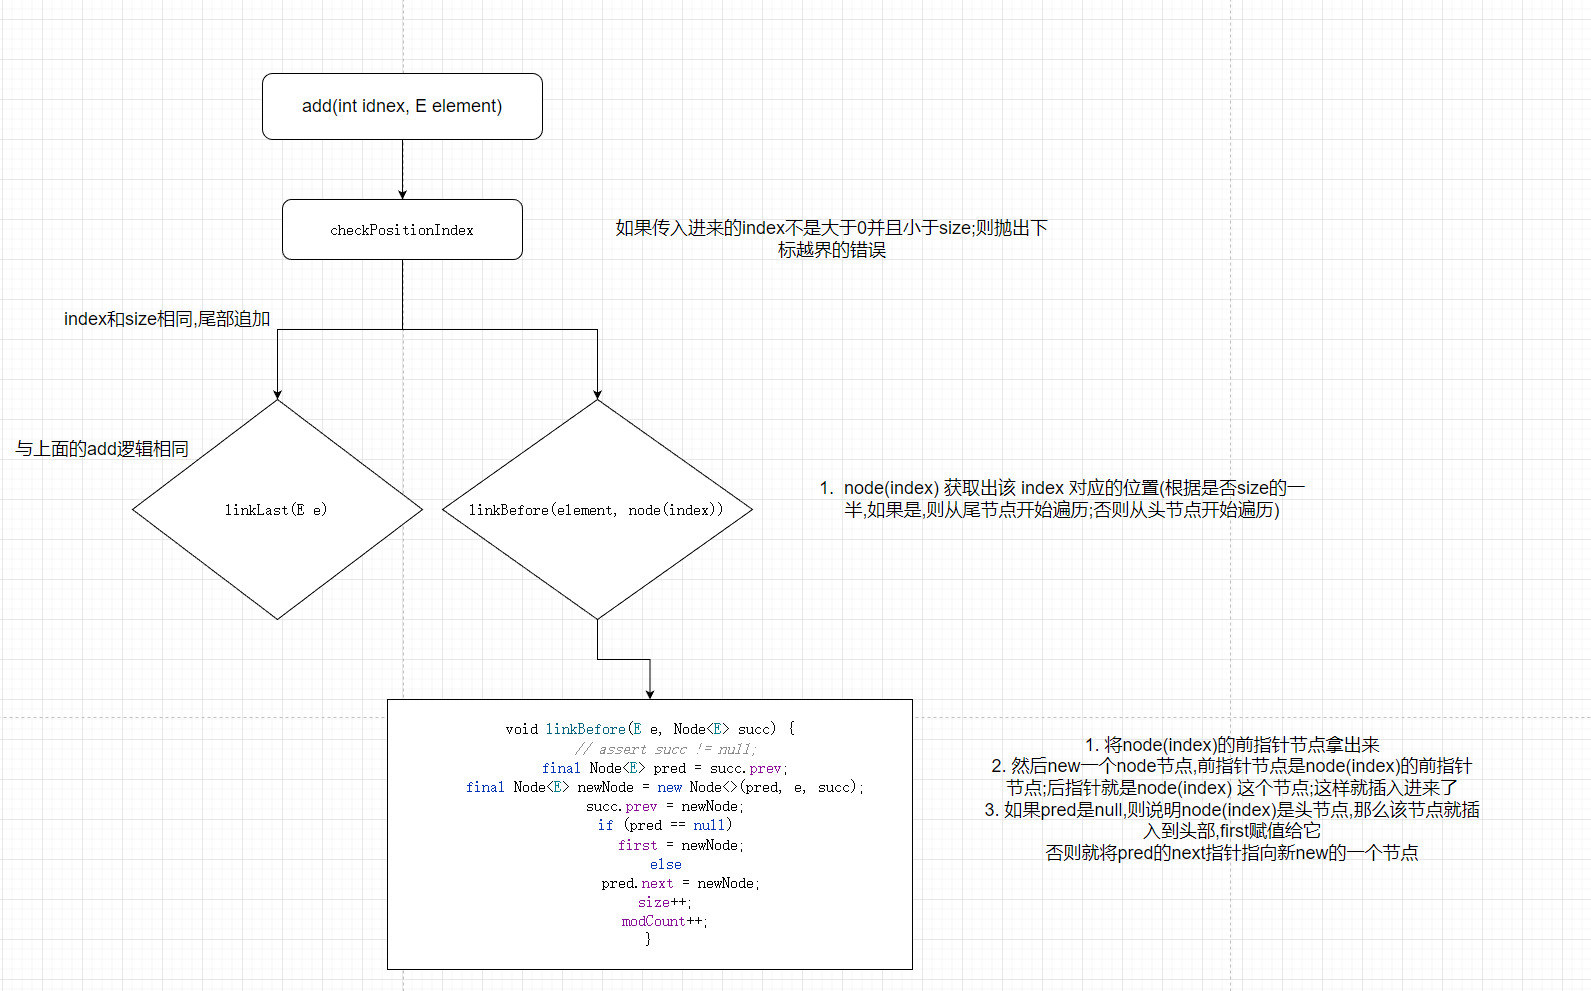 add(int idnex, E element)
checkPositionIndex
如果传入进来的index不是大于0并且小于size;则抛出下
标越界的错误
index和size相同,尾部追加
与上面的add逻辑相同
linkLast(E e)
linkBefore(element, node(index))
1. node(index) 获取出该 index 对应的位置(根据是否size的一
半,如果是,则从尾节点开始遍历;否则从头节点开始遍历)
void linkBefore(E e, Node<E> succ) {
// assert succ != null;
final Node<E> pred = succ.prev;
final Node<E> newNode = new Node<>(pred, e, succ);
succ.prev = newNode;
if (pred == null)
first = newNode;
else
pred.next = newNode;
size++;
modCount++;
}
1. 将node(index)的前指针节点拿出来
2. 然后new一个node节点,前指针节点是node(index)的前指针
节点;后指针就是node(index) 这个节点;这样就插入进来了
3. 如果pred是null,则说明node(index)是头节点,那么该节点就插
入到头部,first赋值给它
否则就将pred的next指针指向新new的一个节点